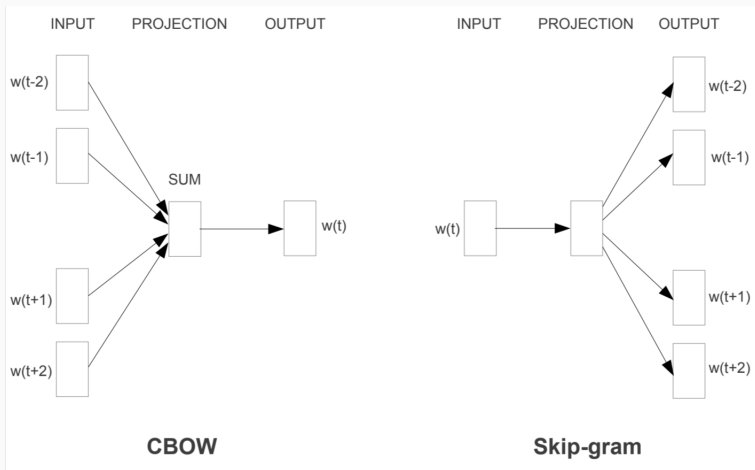 INPUT PROJECTION OUTPUT
w(t-2)
w(t-1)
SUM
w(t)
w(t+1)
w(t+2)
CBOW
INPUT PROJECTION OUTPUT
w(t-2)
w(t-1)
w(t)
w(t+1)
w(t+2)
Skip-gram